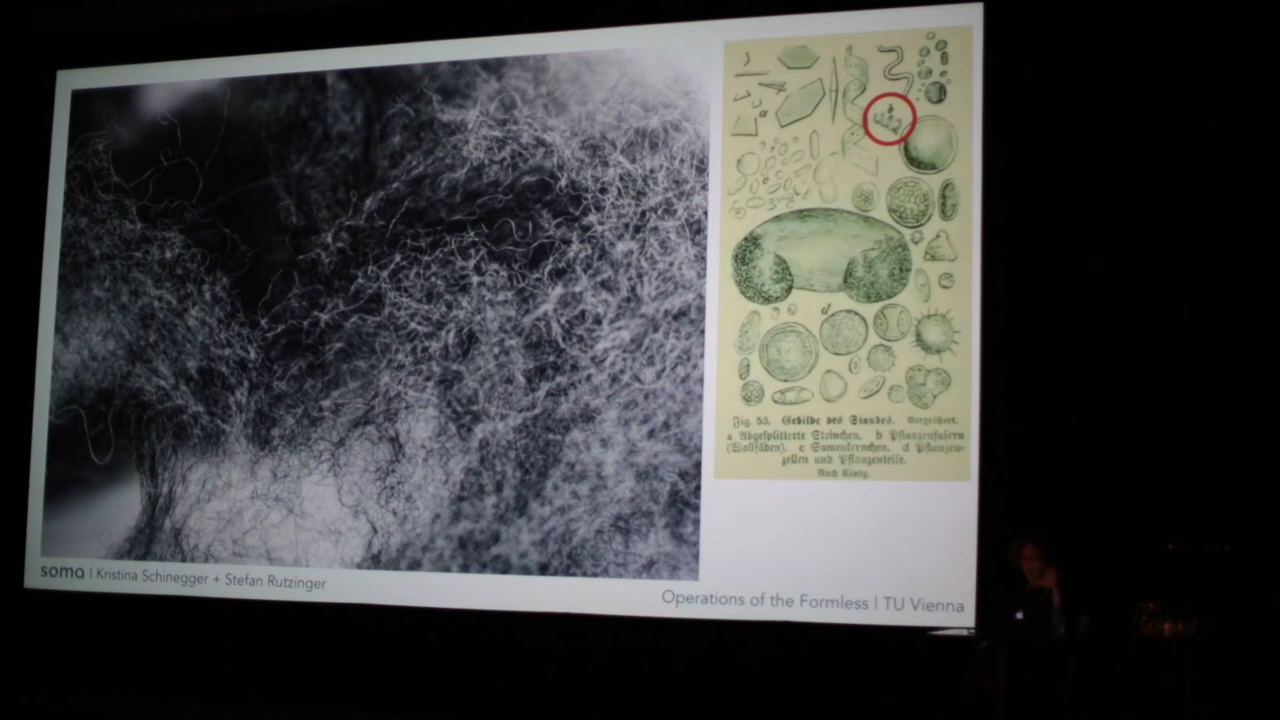 a
b
d
Fig. 53. Gebilde des Staubes. Vergrößert.
a Abgesplitterte Steinchen. b Pflanzenfasern
(Wollfäden). c Samenkörnchen. d Pflanzen-
zellen und Pflanzenteile.
Nach König.
soma | Kristina Schinegger + Stefan Rutzinger
Operations of the Formless | TU Vienna